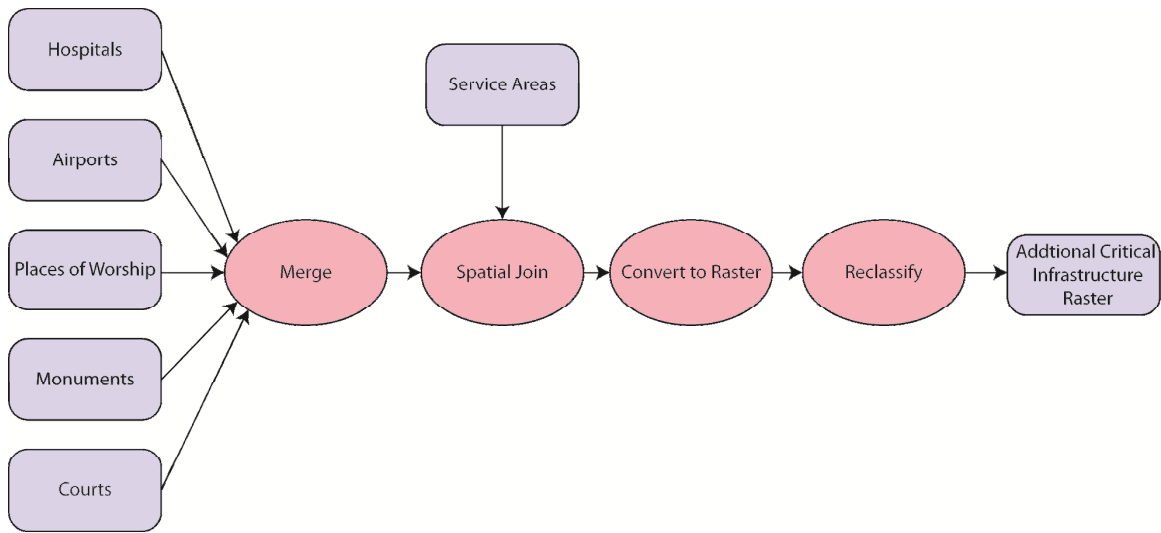 Hospitals
Airports
Places of Worship
Monuments
Courts
Service Areas
Merge
Spatial Join
Convert to Raster
Reclassify
Addtional Critical
Infrastructure
Raster